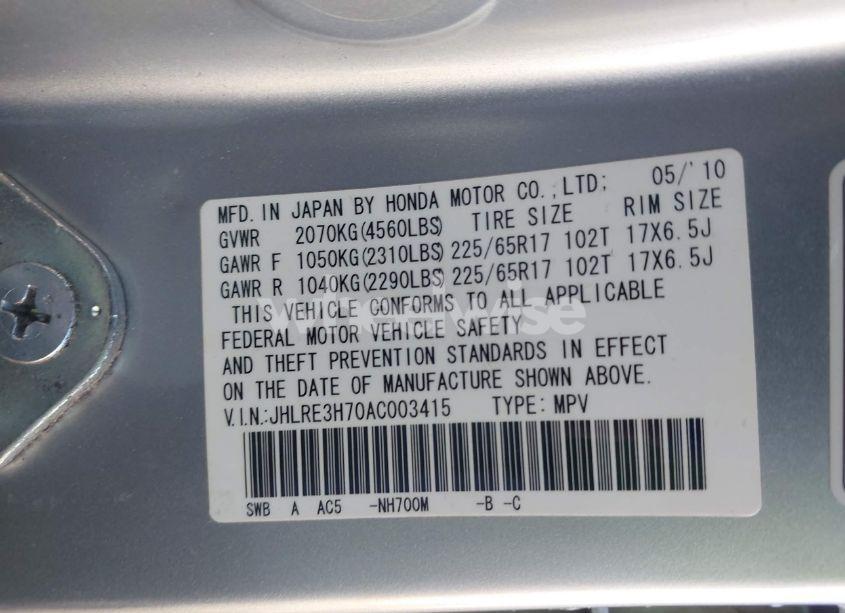 MFD. IN JAPAN BY HONDA MOTOR CO.,LTD; 05/'10
GVWR 2070KG(4560LBS) TIRE SIZE RIM SIZE
GAWR F 1050KG(2310LBS) 225/65R17 102T 17X6.5J
GAWR R 1040KG(2290LBS) 225/65R17 102T 17X6.5J
THIS VEHICLE CONFORMS TO ALL APPLICABLE
FEDERAL MOTOR VEHICLE SAFETY
AND THEFT PREVENTION STANDARDS IN EFFECT
ON THE DATE OF MANUFACTURE SHOWN ABOVE.
V.I.N.:JHLRE3H70AC003415 TYPE: MPV
SWB A AC5 -NH700M -B -C
wheelwise